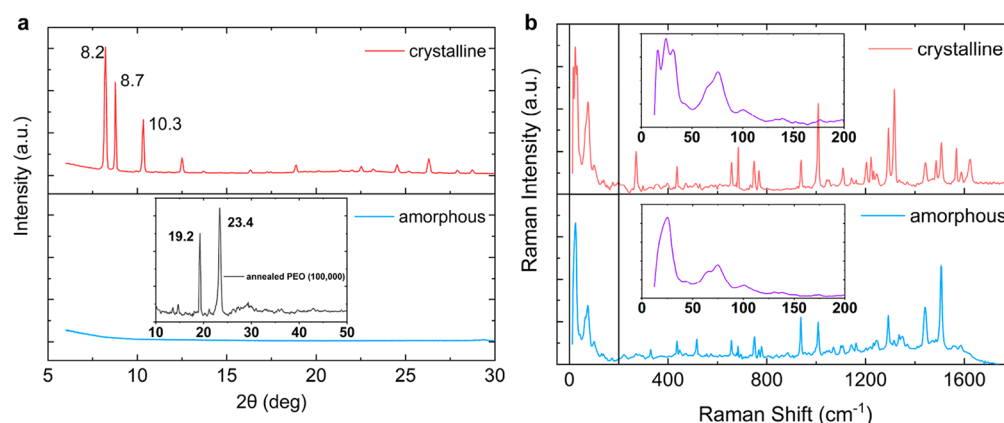 a
crystalline
8.2
8.7
10.3
Intensity (a.u.)
amorphous
19.2
23.4
annealed PEO (100,000)
10 20 30 40 50
5 10 15 20 25 30
2θ (deg)
b
crystalline
0 50 100 150 200
Raman Intensity (a.u.)
amorphous
0 50 100 150 200
0 400 800 1200 1600
Raman Shift (cm⁻¹)